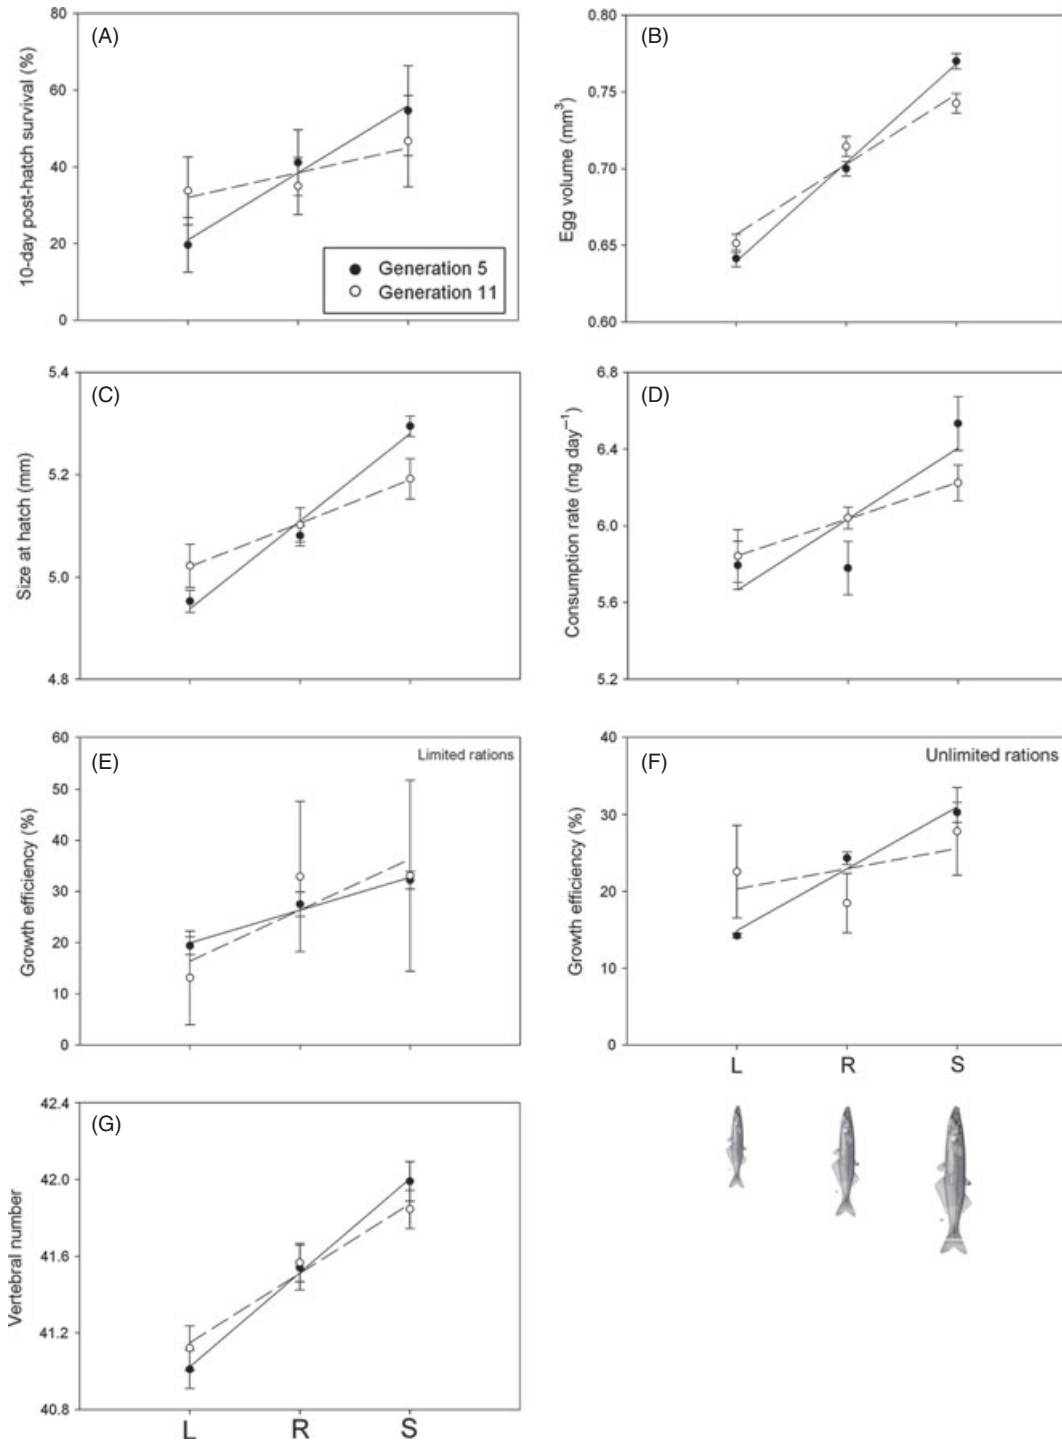 (A)
10-day post-hatch survival (%)
80
60
40
20
0
Generation 5
Generation 11
(B)
Egg volume (mm³)
0.80
0.75
0.70
0.65
0.60
(C)
Size at hatch (mm)
5.4
5.2
5.0
4.8
(D)
Consumption rate (mg day⁻¹)
6.8
6.4
6.0
5.6
5.2
(E)
Limited rations
Growth efficiency (%)
60
50
40
30
20
10
0
(F)
Unlimited rations
Growth efficiency (%)
40
30
20
10
0
L R S
(G)
Vertebral number
42.4
42.0
41.6
41.2
40.8
L R S